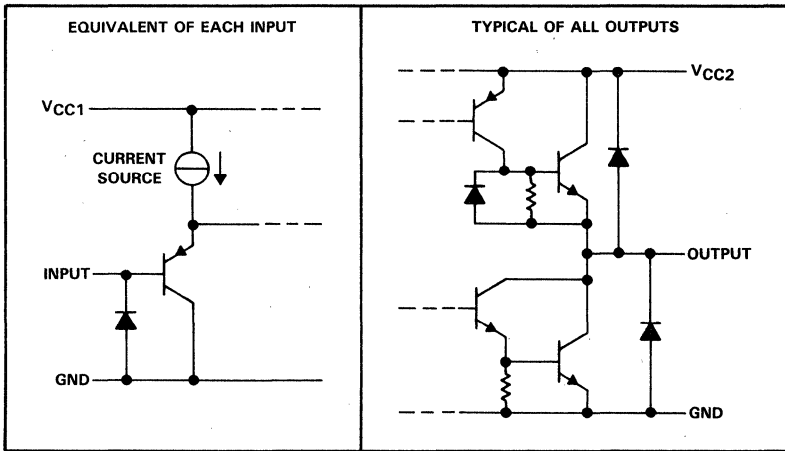 EQUIVALENT OF EACH INPUT
VCC1
CURRENT
SOURCE
INPUT
GND
TYPICAL OF ALL OUTPUTS
VCC2
OUTPUT
GND